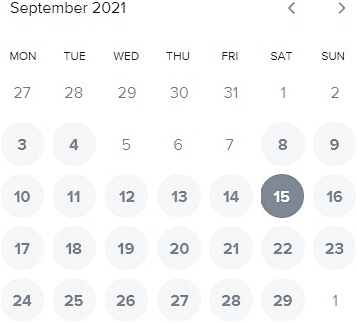 September 2021
MON TUE WED THU FRI SAT SUN
27 28 29 30 31 1 2
3 4 5 6 7 8 9
10 11 12 13 14 15 16
17 18 19 20 21 22 23
24 25 26 27 28 29 1